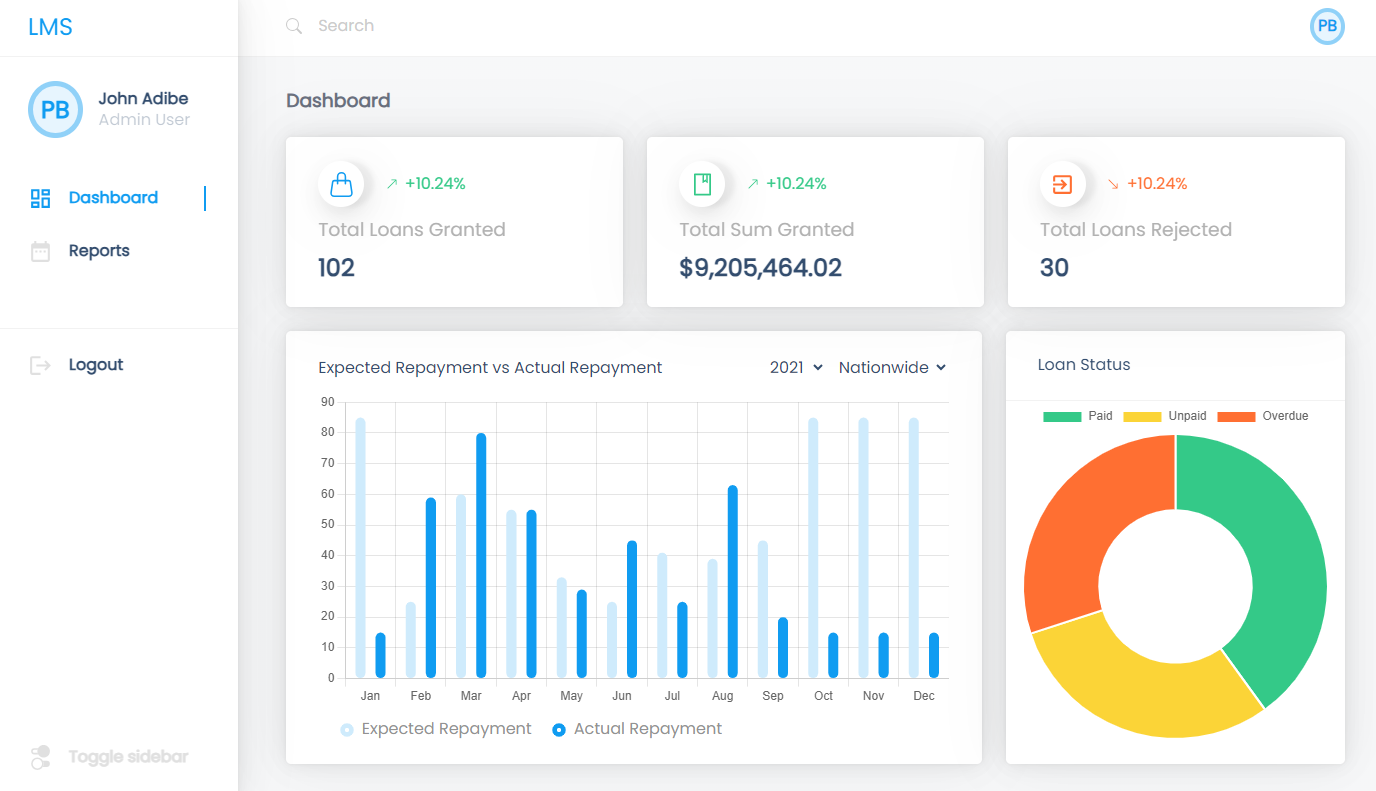 LMS
Search
PB
PB
John Adibe
Admin User
Dashboard
Reports
Logout
Toggle sidebar
Dashboard
+10.24%
Total Loans Granted
102
+10.24%
Total Sum Granted
$9,205,464.02
+10.24%
Total Loans Rejected
30
Expected Repayment vs Actual Repayment 2021 Nationwide
90
80
70
60
50
40
30
20
10
0
Jan Feb Mar Apr May Jun Jul Aug Sep Oct Nov Dec
Expected Repayment Actual Repayment
Loan Status
Paid Unpaid Overdue